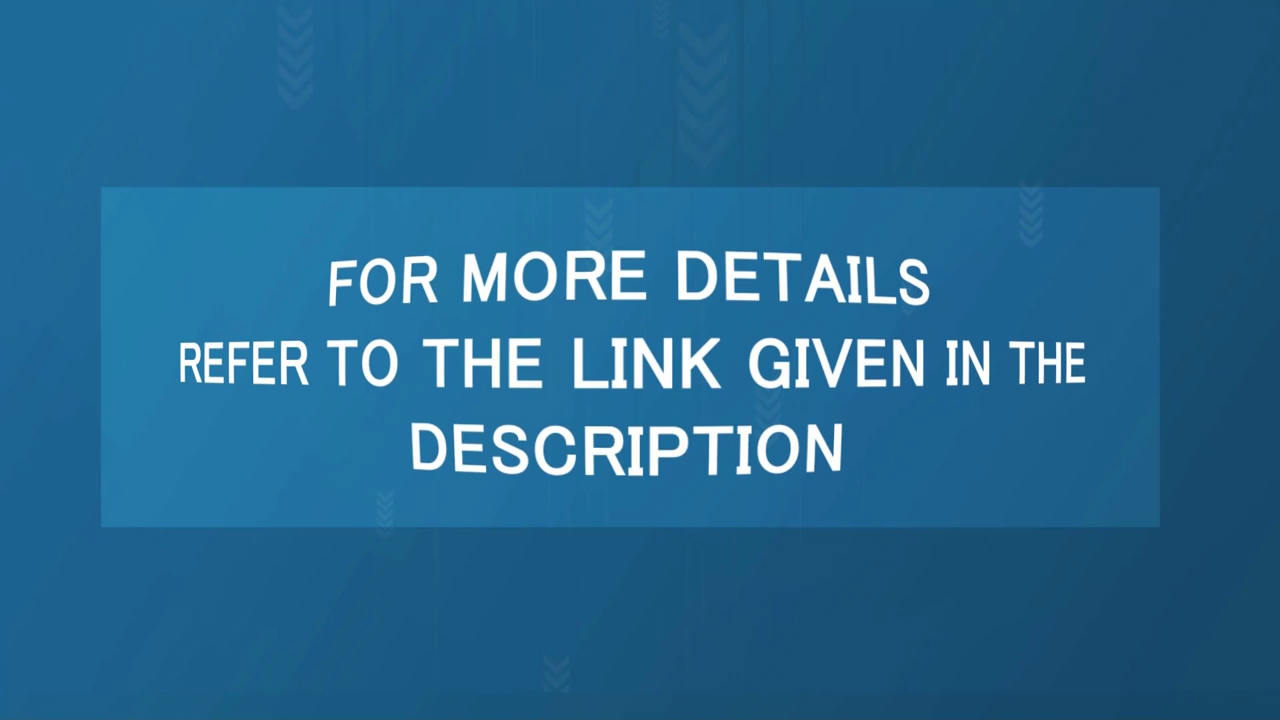 FOR MORE DETAILS
REFER TO THE LINK GIVEN IN THE
DESCRIPTION